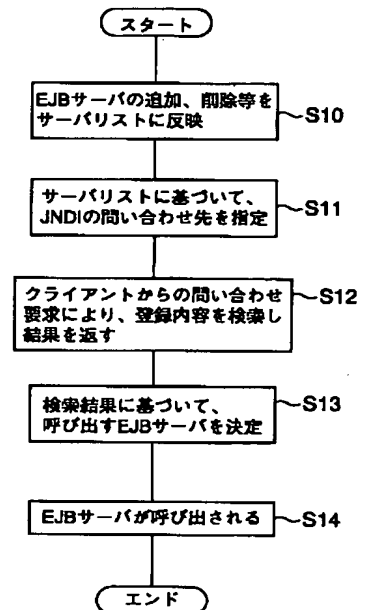 スタート
EJBサーバの追加、削除等を
サーバリストに反映
S10
サーバリストに基づいて、
JNDIの問い合わせ先を指定
S11
クライアントからの問い合わせ
要求により、登録内容を検索し
結果を返す
S12
検索結果に基づいて、
呼び出すEJBサーバを決定
S13
EJBサーバが呼び出される
S14
エンド